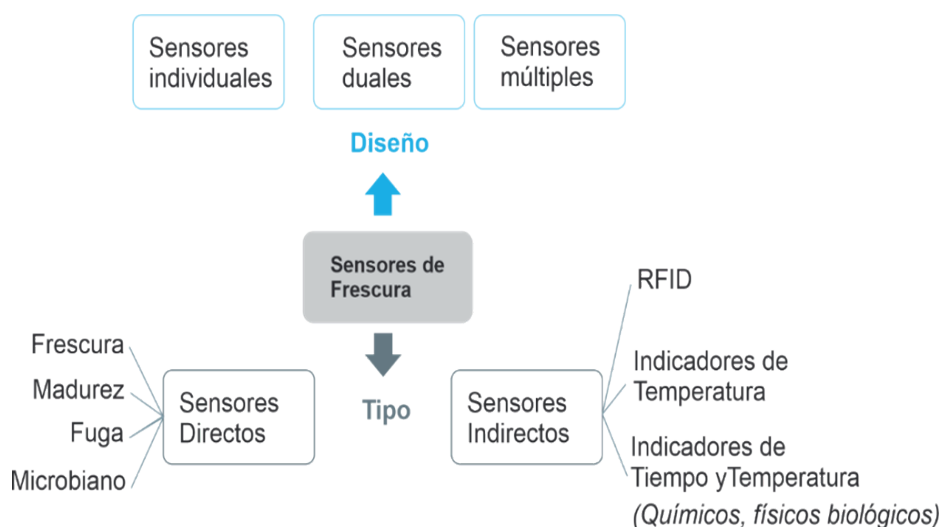 Sensores
individuales
Sensores
duales
Sensores
múltiples
Diseño
Sensores de
Frescura
Tipo
Frescura
Madurez
Fuga
Microbiano
Sensores
Directos
Sensores
Indirectos
RFID
Indicadores de
Temperatura
Indicadores de
Tiempo yTemperatura
(Químicos, físicos biológicos)